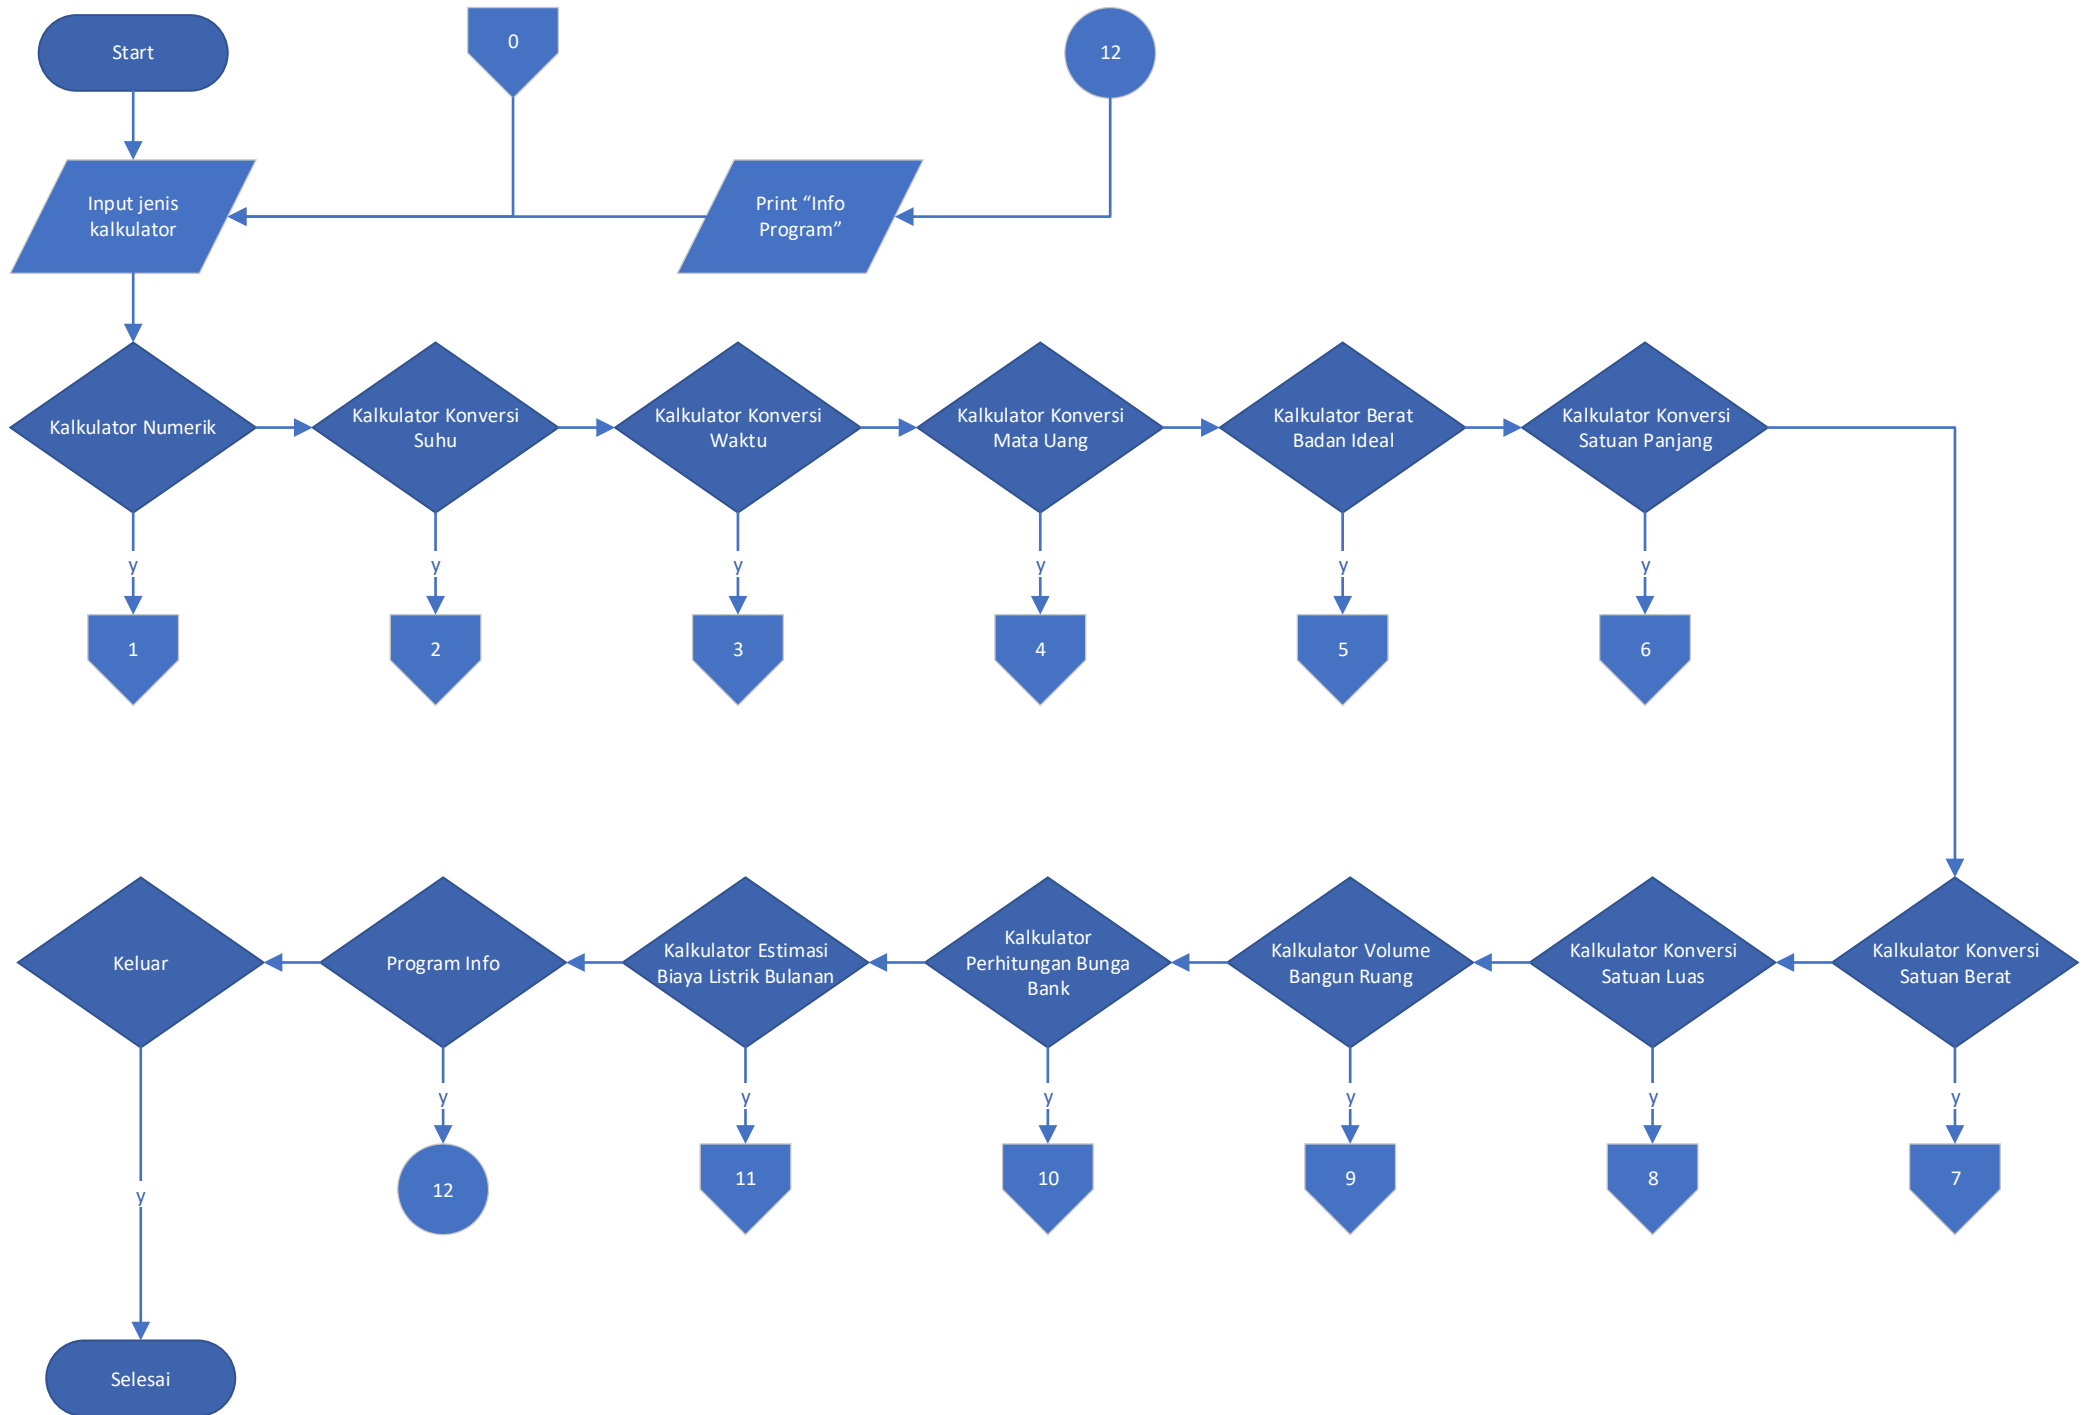 Start
0
12
Input jenis
kalkulator
Print “Info
Program”
Kalkulator Numerik
Kalkulator Konversi
Suhu
Kalkulator Konversi
Waktu
Kalkulator Konversi
Mata Uang
Kalkulator Berat
Badan Ideal
Kalkulator Konversi
Satuan Panjang
y
y
y
y
y
y
1
2
3
4
5
6
Keluar
Program Info
Kalkulator Estimasi
Biaya Listrik Bulanan
Kalkulator
Perhitungan Bunga
Bank
Kalkulator Volume
Bangun Ruang
Kalkulator Konversi
Satuan Luas
Kalkulator Konversi
Satuan Berat
y
y
y
y
y
y
y
12
11
10
9
8
7
Selesai